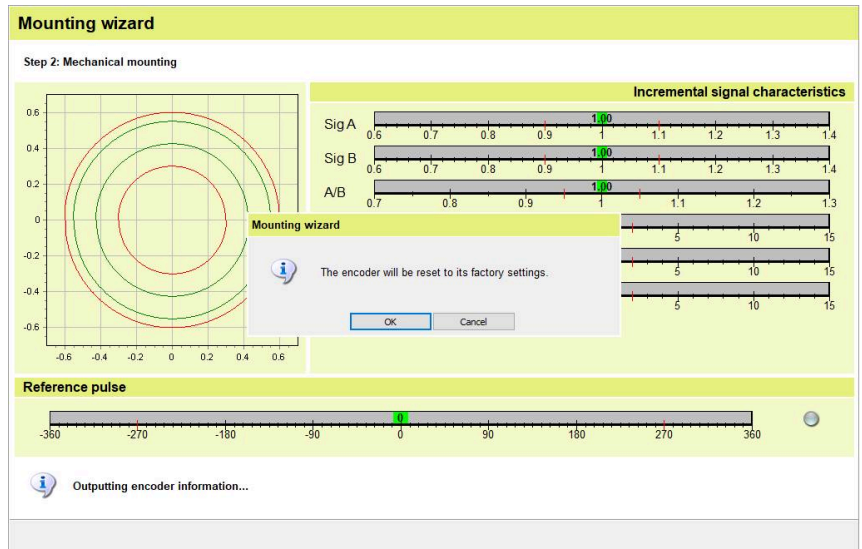 Mounting wizard
Step 2: Mechanical mounting
Incremental signal characteristics
0.6
0.4
0.2
0
-0.2
-0.4
-0.6
-0.6 -0.4 -0.2 0 0.2 0.4 0.6
Sig A
1.00
0.6 0.7 0.8 0.9 1 1.1 1.2 1.3 1.4
Sig B
1.00
0.6 0.7 0.8 0.9 1 1.1 1.2 1.3 1.4
A/B
1.00
0.7 0.8 0.9 1 1.1 1.2 1.3
5 10 15
5 10 15
5 10 15
Mounting wizard
The encoder will be reset to its factory settings.
OK Cancel
Reference pulse
0
-360 -270 -180 -90 0 90 180 270 360
Outputting encoder information...